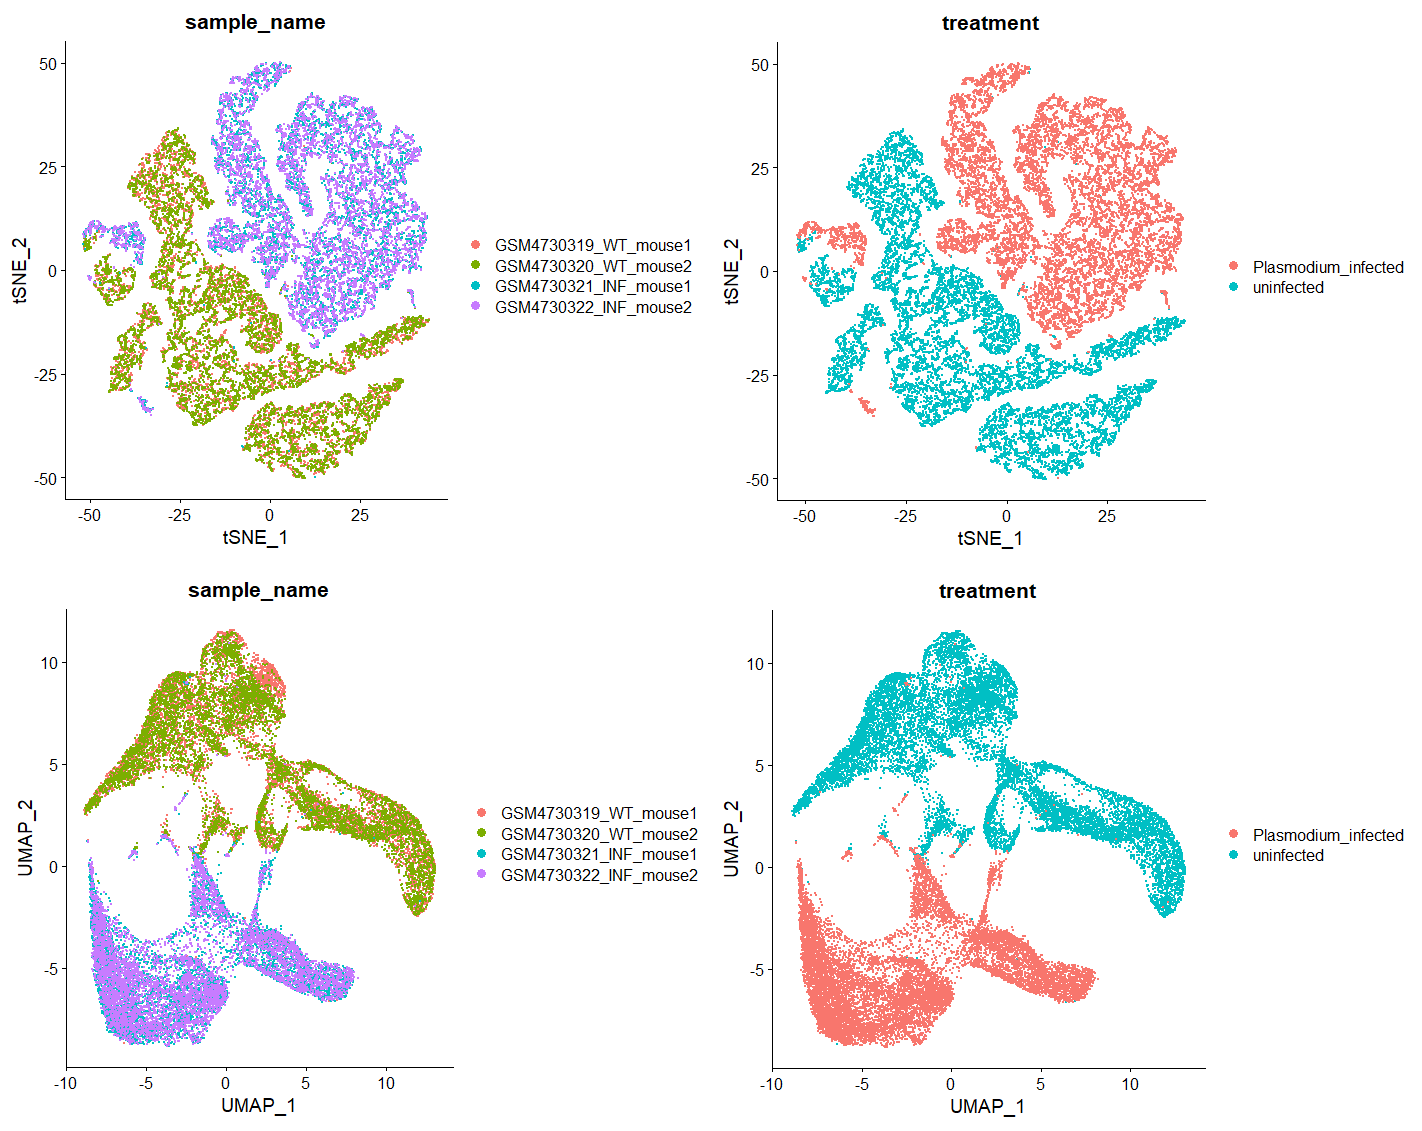 sample_name
treatment
50
25
0
-25
-50
tSNE_2
-50
-25
0
25
tSNE_1
GSM4730319_WT_mouse1
GSM4730320_WT_mouse2
GSM4730321_INF_mouse1
GSM4730322_INF_mouse2
50
25
0
-25
-50
tSNE_2
-50
-25
0
25
tSNE_1
Plasmodium_infected
uninfected
sample_name
treatment
10
5
0
-5
UMAP_2
-10
-5
0
5
10
UMAP_1
GSM4730319_WT_mouse1
GSM4730320_WT_mouse2
GSM4730321_INF_mouse1
GSM4730322_INF_mouse2
10
5
0
-5
UMAP_2
-10
-5
0
5
10
UMAP_1
Plasmodium_infected
uninfected